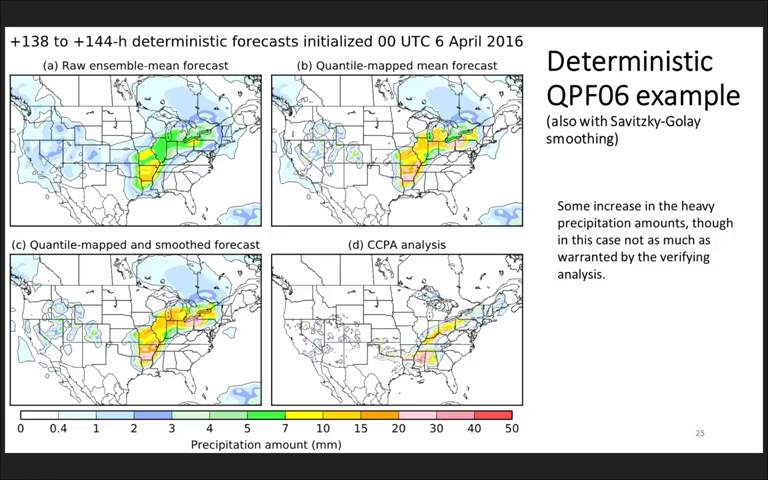 +138 to +144-h deterministic forecasts initialized 00 UTC 6 April 2016
(a) Raw ensemble-mean forecast
(b) Quantile-mapped mean forecast
(c) Quantile-mapped and smoothed forecast
(d) CCPA analysis
0 0.4 1 2 3 4 5 7 10 15 20 30 40 50
Precipitation amount (mm)
Deterministic
QPF06 example
(also with Savitzky-Golay
smoothing)
Some increase in the heavy
precipitation amounts, though
in this case not as much as
warranted by the verifying
analysis.
25